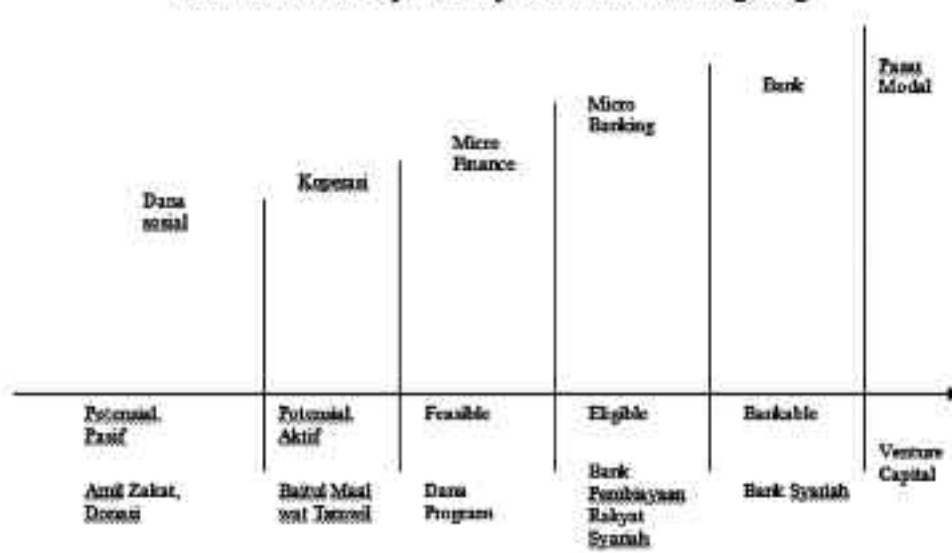 Dana
sosial
Koperasi
Micro
Finance
Micro
Banking
Bank
Modal
Potensial,
Pasif
Potensial,
Aktif
Feasible
Eligible
Bankable
Amil Zakat,
Donasi
Baitul Maal
wat Tamwil
Dana
Program
Bank
Pembiayaan
Rakyat
Syariah
Bank Syariah
Venture
Capital